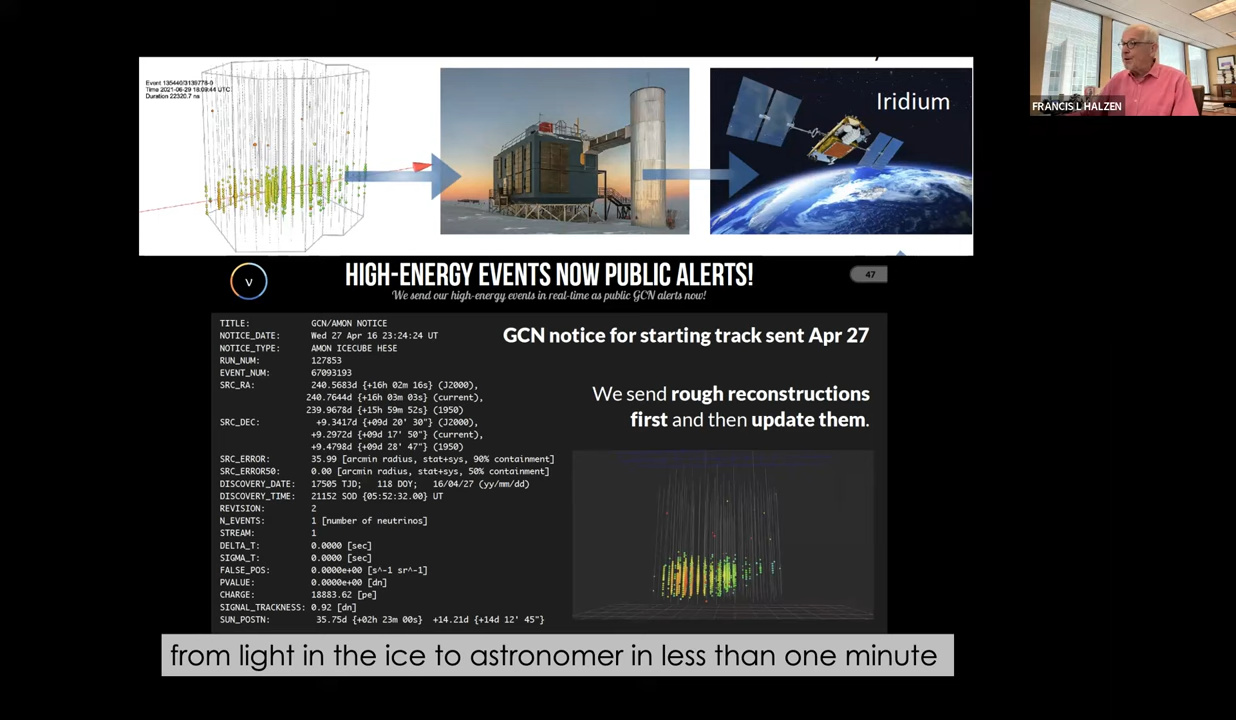 Event 135440/3139778-0
Time 2021-06-29 18:09:44 UTC
Duration 22320.7 ns
Iridium
FRANCIS L HALZEN
ν
HIGH-ENERGY EVENTS NOW PUBLIC ALERTS!
We send our high-energy events in real-time as public GCN alerts now!
47
TITLE: GCN/AMON NOTICE
NOTICE_DATE: Wed 27 Apr 16 23:24:24 UT
NOTICE_TYPE: AMON ICECUBE HESE
RUN_NUM: 127853
EVENT_NUM: 67093193
SRC_RA: 240.5683d {+16h 02m 16s} (J2000),
240.7644d {+16h 03m 03s} (current),
239.9678d {+15h 59m 52s} (1950)
SRC_DEC: +9.3417d {+09d 20' 30"} (J2000),
+9.2972d {+09d 17' 50"} (current),
+9.4798d {+09d 28' 47"} (1950)
SRC_ERROR: 35.99 [arcmin radius, stat+sys, 90% containment]
SRC_ERROR50: 0.00 [arcmin radius, stat+sys, 50% containment]
DISCOVERY_DATE: 17505 TJD; 118 DOY; 16/04/27 (yy/mm/dd)
DISCOVERY_TIME: 21152 SOD {05:52:32.00} UT
REVISION: 2
N_EVENTS: 1 [number of neutrinos]
STREAM: 1
DELTA_T: 0.0000 [sec]
SIGMA_T: 0.0000 [sec]
FALSE_POS: 0.0000e+00 [s^-1 sr^-1]
PVALUE: 0.0000e+00 [dn]
CHARGE: 18883.62 [pe]
SIGNAL_TRACKNESS: 0.92 [dn]
SUN_POSTN: 35.75d {+02h 23m 00s} +14.21d {+14d 12' 45"}
GCN notice for starting track sent Apr 27
We send rough reconstructions
first and then update them.
from light in the ice to astronomer in less than one minute